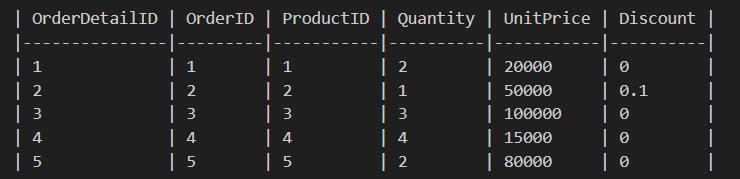 | OrderDetailID | OrderID | ProductID | Quantity | UnitPrice | Discount |
|---------------|---------|-----------|----------|-----------|----------|
| 1             | 1       | 1         | 2        | 20000     | 0        |
| 2             | 2       | 2         | 1        | 50000     | 0.1      |
| 3             | 3       | 3         | 3        | 100000    | 0        |
| 4             | 4       | 4         | 4        | 15000     | 0        |
| 5             | 5       | 5         | 2        | 80000     | 0        |